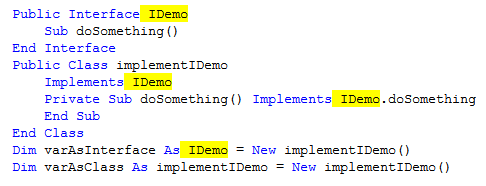 Public Interface IDemo
    Sub doSomething()
End Interface
Public Class implementIDemo
    Implements IDemo
    Private Sub doSomething() Implements IDemo.doSomething
    End Sub
End Class
Dim varAsInterface As IDemo = New implementIDemo()
Dim varAsClass As implementIDemo = New implementIDemo()